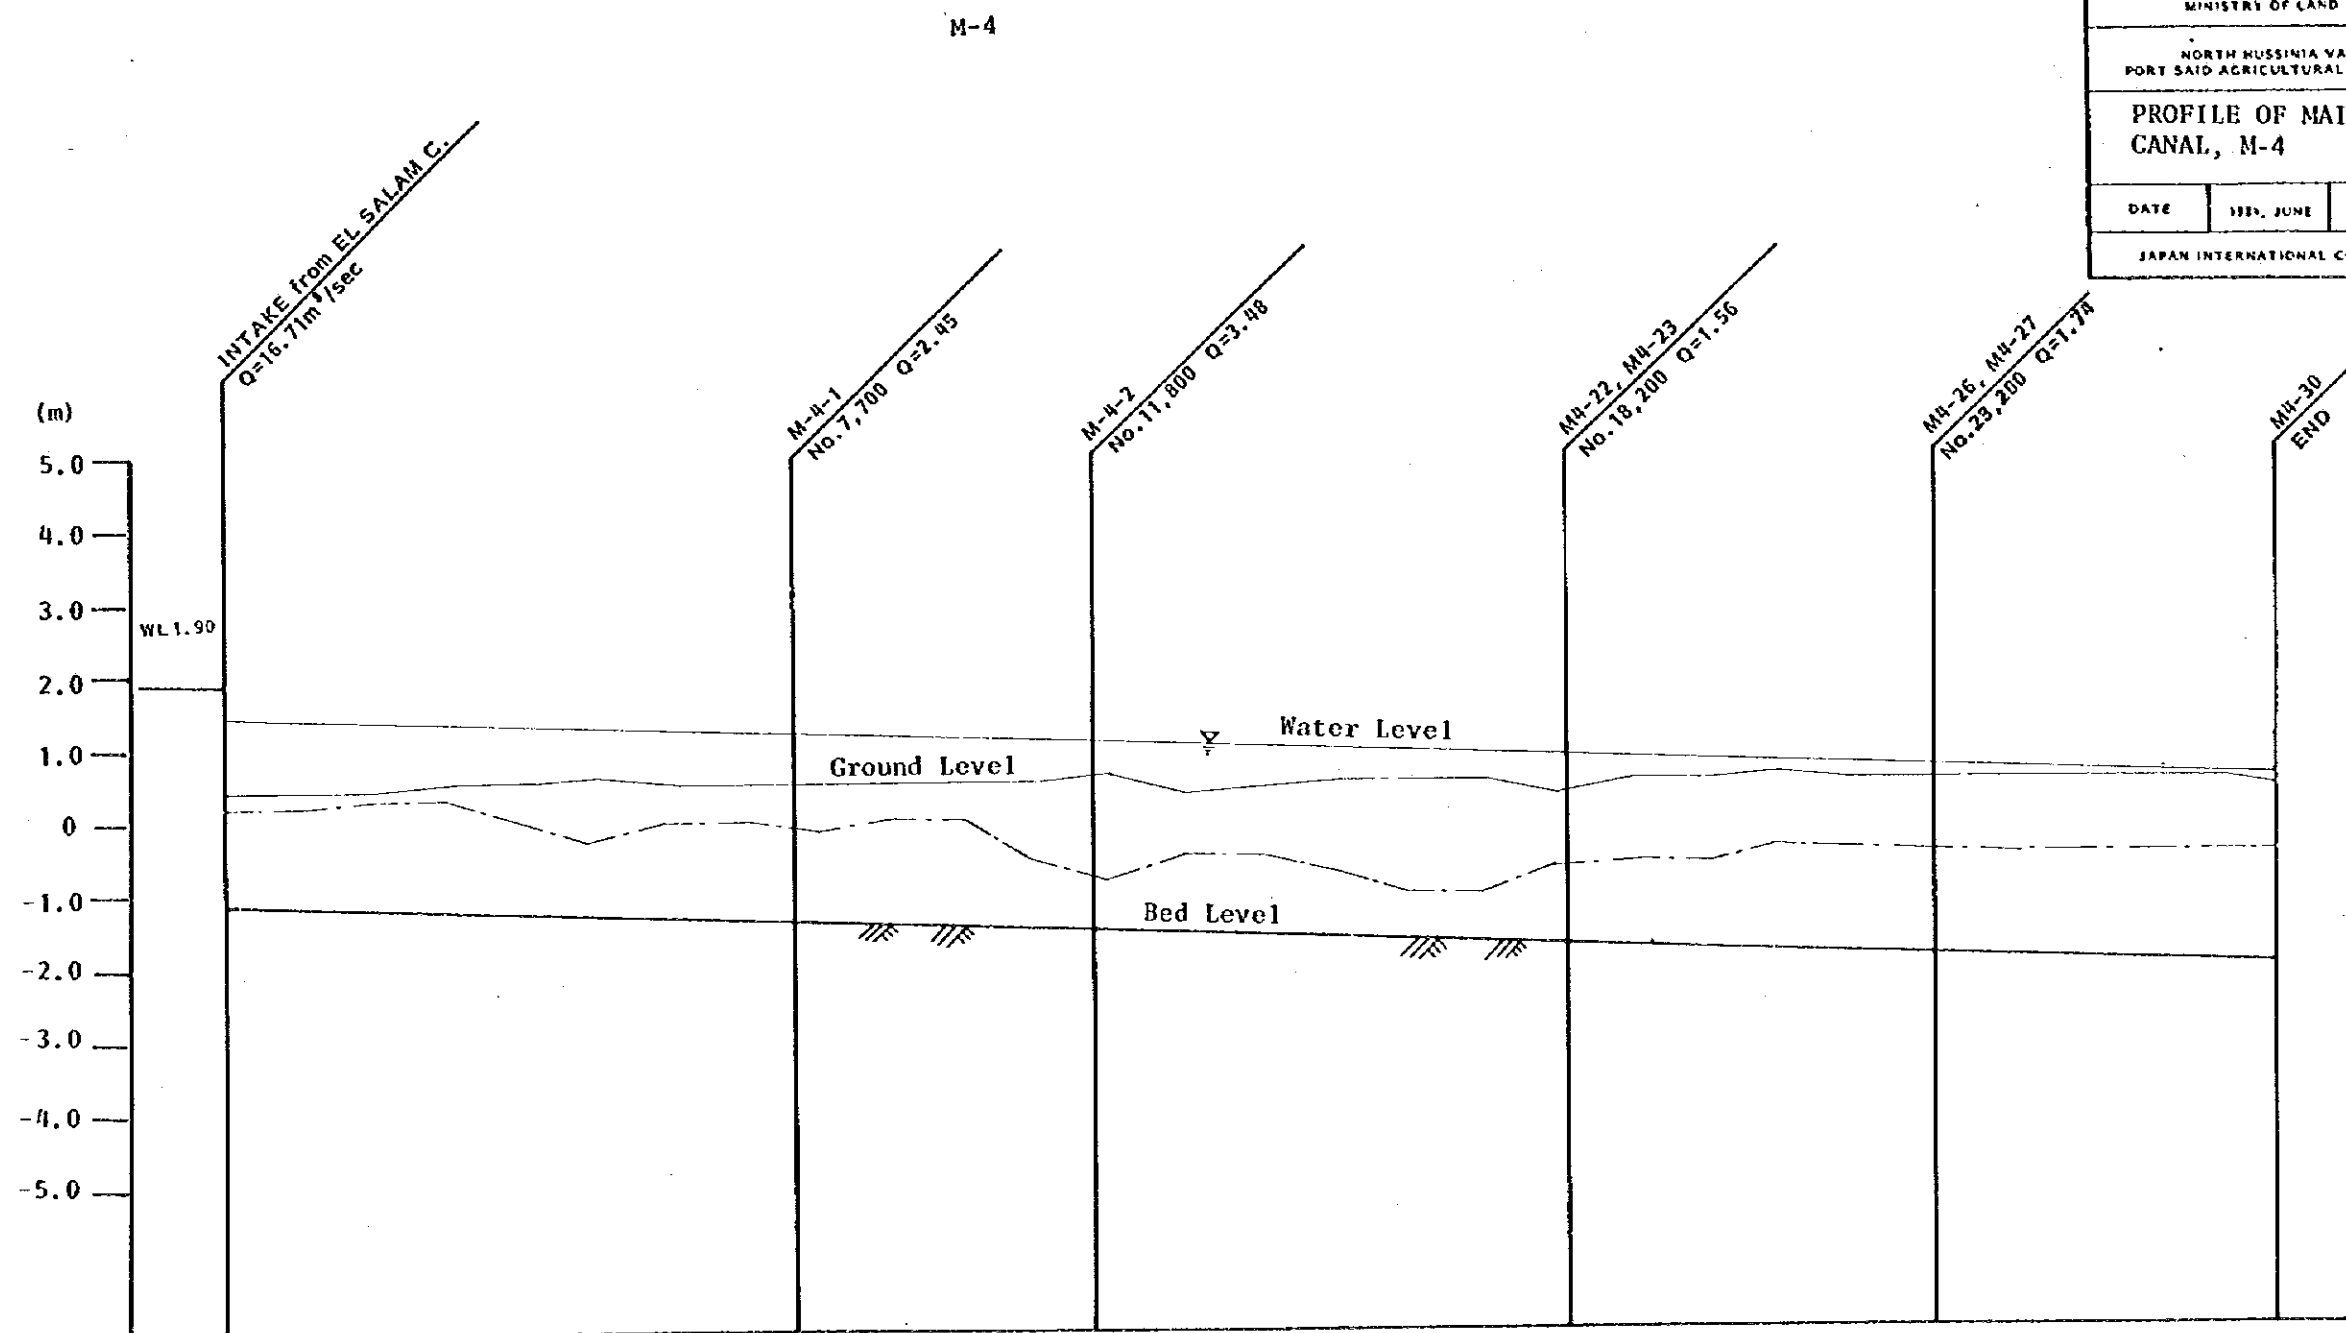 M-4
MINISTRY OF LAND
NORTH HUSSINIA VA
PORT SAID AGRICULTURAL
PROFILE OF MAI
CANAL, M-4
DATE
JUNE
JAPAN INTERNATIONAL C
INTAKE from EL SALAM C.
Q=16.71m³/sec
M-4-1
No.7,700 Q=2.45
M-4-2
No.11,800 Q=3.48
M4-22, M4-23
No.18,200 Q=1.56
M4-26, M4-27
No.23,200 Q=1.74
M4-30
END
(m)
5.0
4.0
3.0
WL1.90
2.0
1.0
0
-1.0
-2.0
-3.0
-4.0
-5.0
Water Level
Ground Level
Bed Level